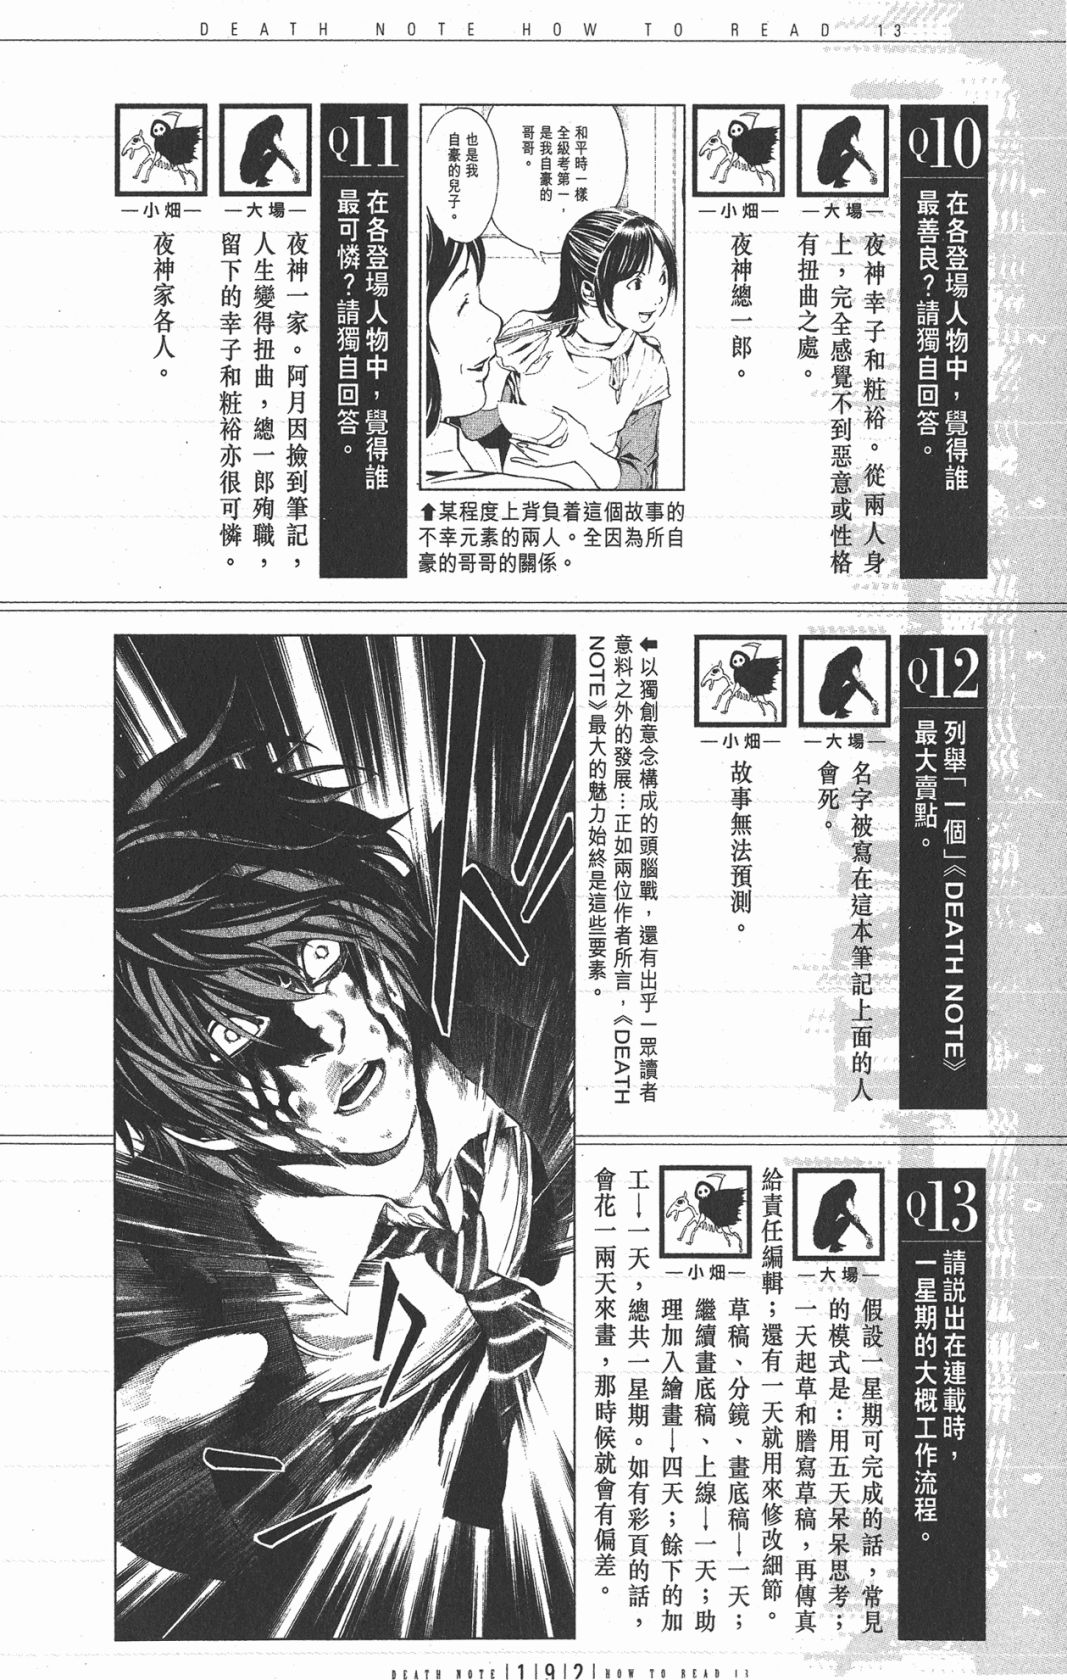 DEATH NOTE HOW TO READ 13
Q10
在各登場人物中，覺得誰
最善良？請獨自回答。
—大場—
夜神幸子和粧裕。從兩人身
上，完全感覺不到惡意或性格
有扭曲之處。
—小畑—
夜神總一郎。
和平時一樣
全級考第一，
是我自豪的
哥哥。
也是我
自豪的兒子。
⬆某程度上背負着這個故事的
不幸元素的兩人。全因為所自
豪的哥哥的關係。
Q11
在各登場人物中，覺得誰
最可憐？請獨自回答。
—大場—
夜神一家。阿月因撿到筆記，
人生變得扭曲，總一郎殉職，
留下的幸子和粧裕亦很可憐。
—小畑—
夜神家各人。
Q12
列舉「一個」《DEATH NOTE》
最大賣點。
—大場—
名字被寫在這本筆記上面的人
會死。
—小畑—
故事無法預測。
⬅以獨創意念構成的頭腦戰，還有出乎一眾讀者
意料之外的發展…正如兩位作者所言，《DEATH
NOTE》最大的魅力始終是這些要素。
Q13
請説出在連載時，
一星期的大概工作流程。
—大場—
假設一星期可完成的話，常見
的模式是：用五天呆呆思考；
一天起草和謄寫草稿，再傳真
給責任編輯；還有一天就用來修改細節。
—小畑—
草稿、分鏡、畫底稿→一天；
繼續畫底稿、上線→一天；助
理加入繪畫→四天；餘下的加
工→一天，總共一星期。如有彩頁的話，
會花一兩天來畫，那時候就會有偏差。
DEATH NOTE |1|9|2| HOW TO READ 13